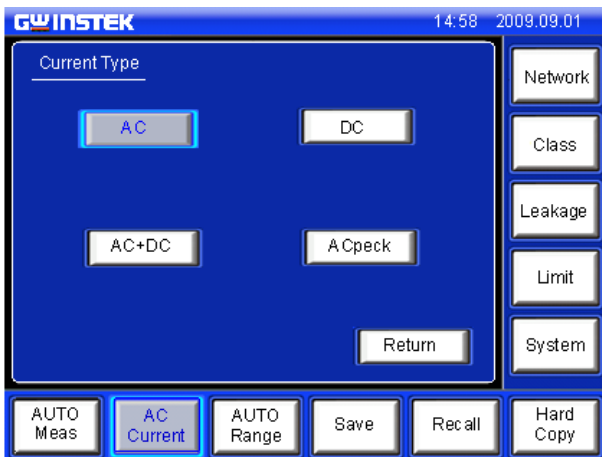 GWINSTEK 14:58 2009.09.01
Current Type
AC DC
AC+DC ACpeck
Return
Network
Class
Leakage
Limit
System
AUTO Meas
AC Current
AUTO Range
Save
Recall
Hard Copy